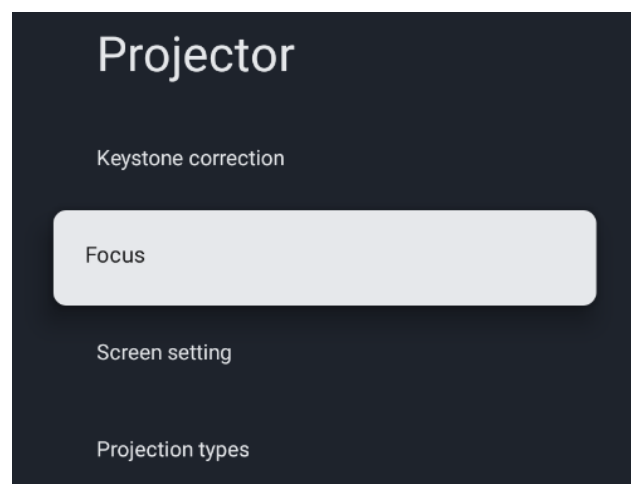 Projector
Keystone correction
Focus
Screen setting
Projection types